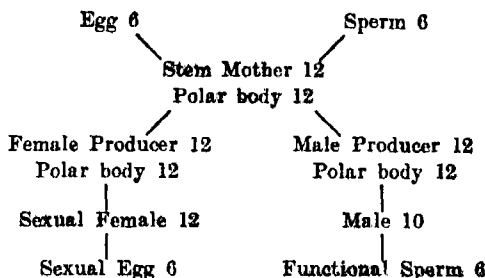 Egg 6 Sperm 6
Stem Mother 12
Polar body 12
Female Producer 12 Male Producer 12
Polar body 12 Polar body 12
Sexual Female 12 Male 10
Sexual Egg 6 Functional Sperm 6